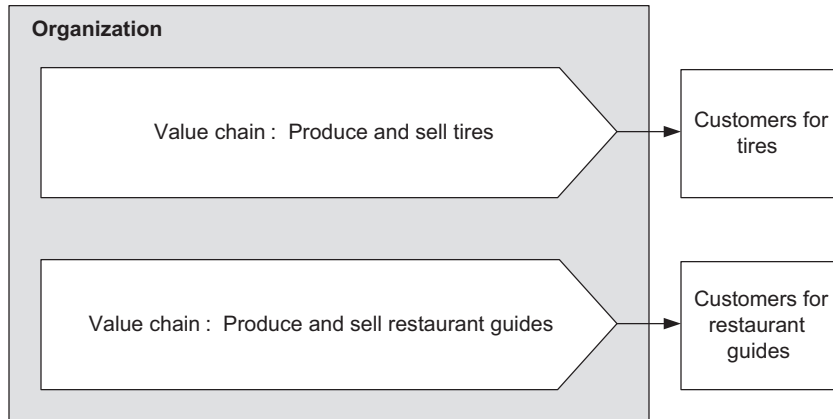 Organization
Value chain : Produce and sell tires
Customers for
tires
Value chain : Produce and sell restaurant guides
Customers for
restaurant
guides